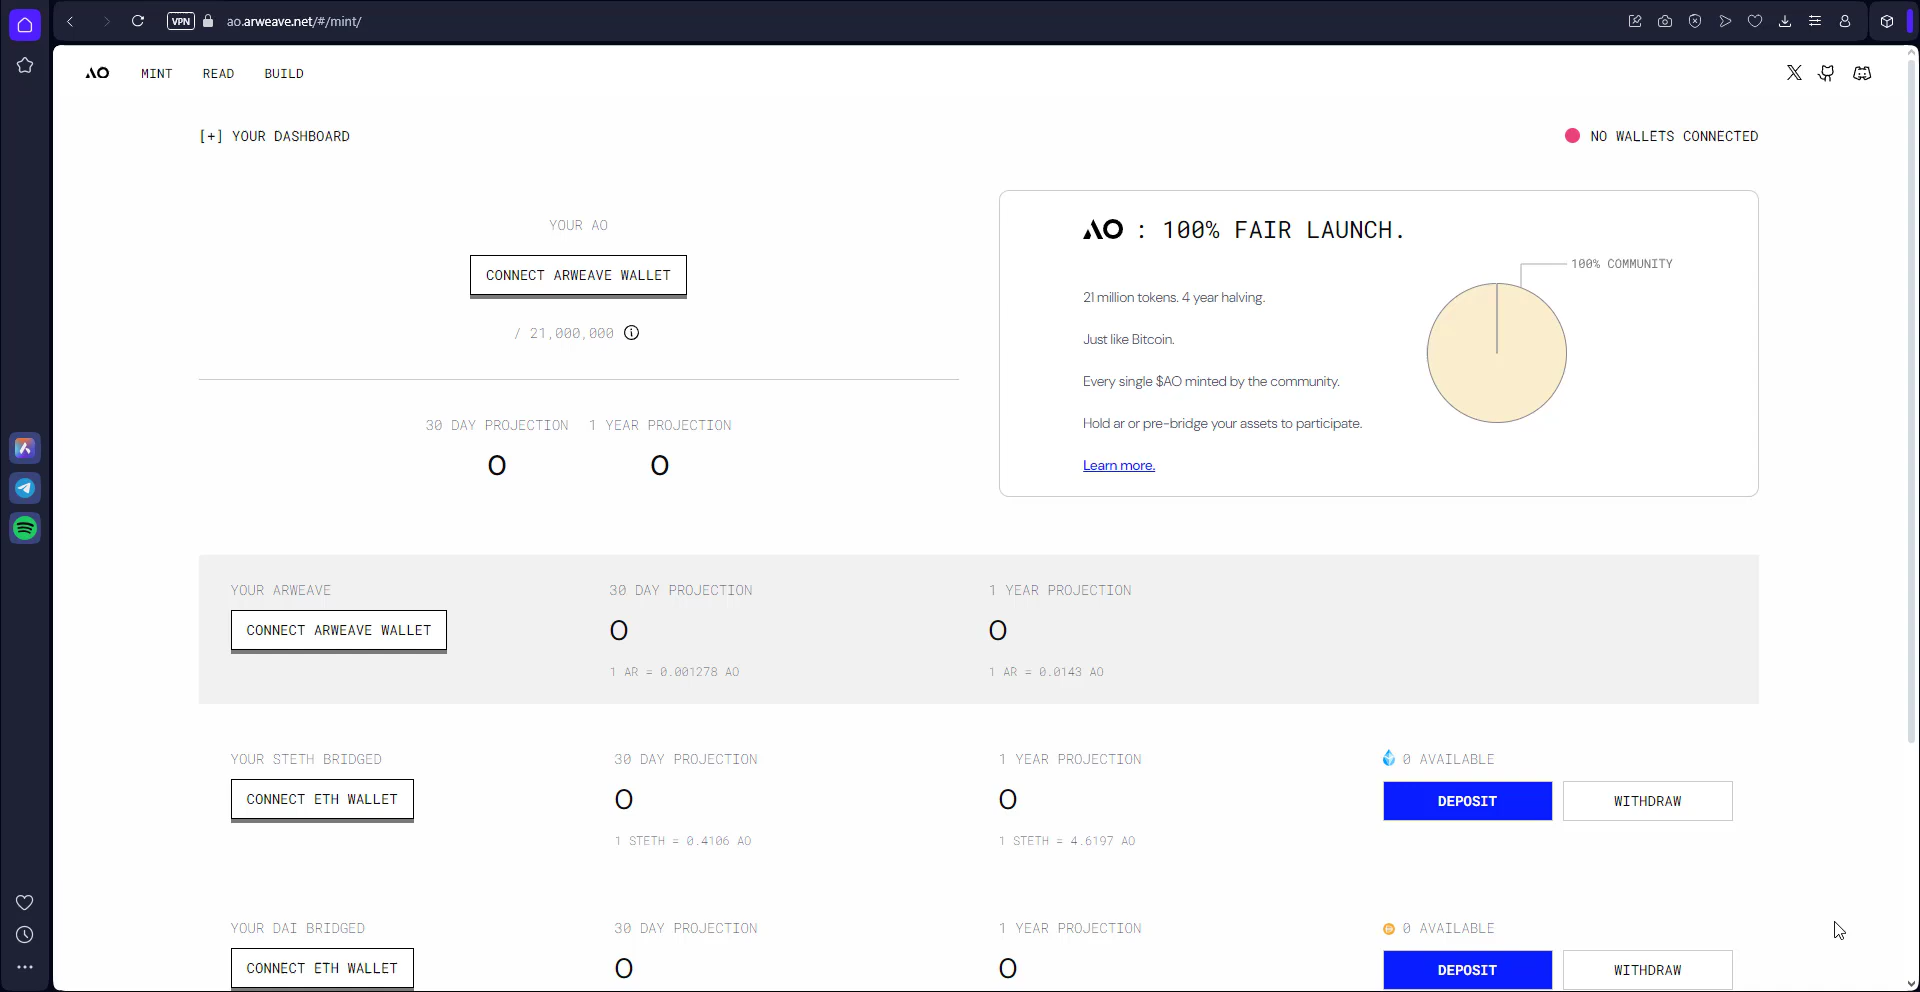 VPN ao.arweave.net/#/mint/
AO MINT READ BUILD
[+] YOUR DASHBOARD
NO WALLETS CONNECTED
YOUR AO
CONNECT ARWEAVE WALLET
/ 21,000,000
30 DAY PROJECTION 1 YEAR PROJECTION
0 0
AO : 100% FAIR LAUNCH.
100% COMMUNITY
21 million tokens. 4 year halving.
Just like Bitcoin.
Every single $AO minted by the community.
Hold ar or pre-bridge your assets to participate.
Learn more.
YOUR ARWEAVE 30 DAY PROJECTION 1 YEAR PROJECTION
CONNECT ARWEAVE WALLET 0 0
1 AR = 0.001278 AO 1 AR = 0.0143 AO
YOUR STETH BRIDGED 30 DAY PROJECTION 1 YEAR PROJECTION 0 AVAILABLE
CONNECT ETH WALLET 0 0 DEPOSIT WITHDRAW
1 STETH = 0.4106 AO 1 STETH = 4.6197 AO
YOUR DAI BRIDGED 30 DAY PROJECTION 1 YEAR PROJECTION 0 AVAILABLE
CONNECT ETH WALLET 0 0 DEPOSIT WITHDRAW